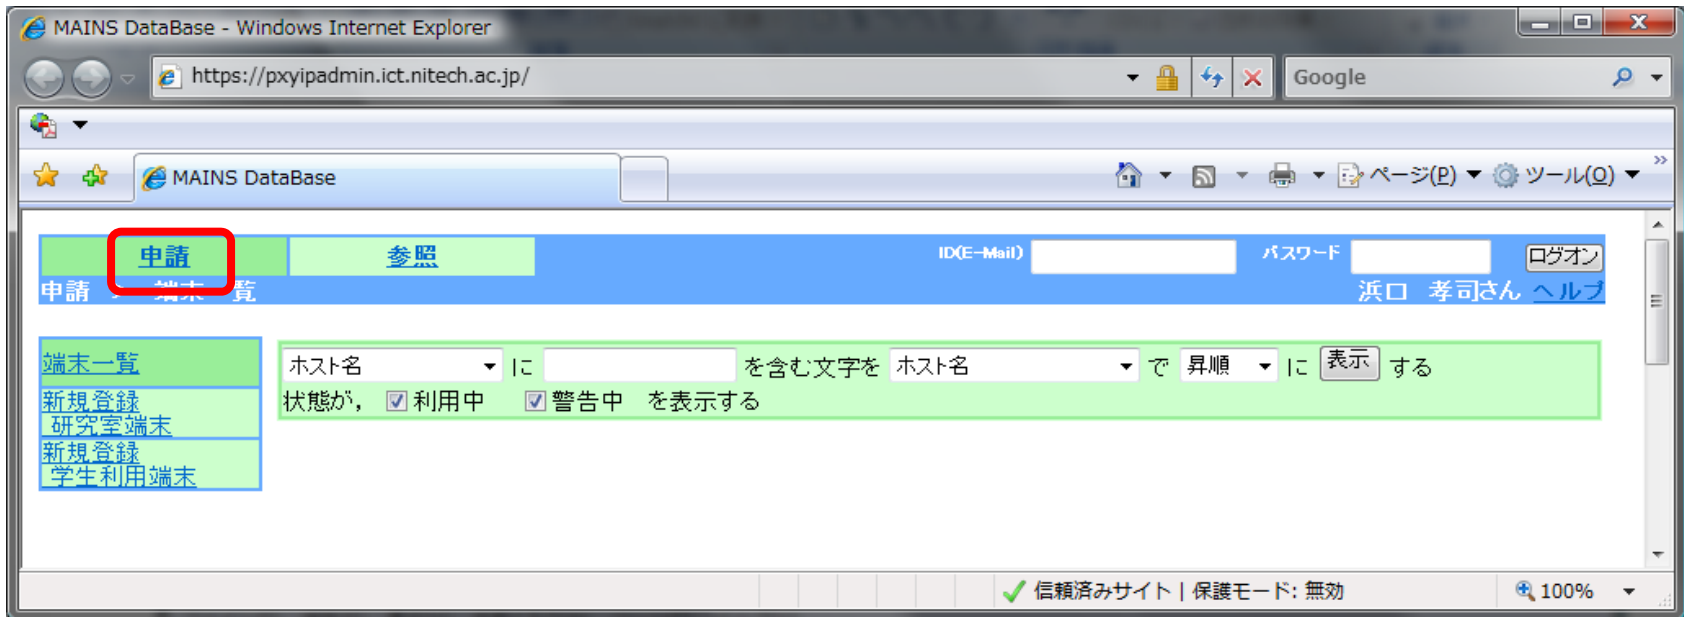 MAINS DataBase - Windows Internet Explorer
https://pxyipadmin.ict.nitech.ac.jp/
Google
MAINS DataBase
ページ(P) ツール(O) »
申請 参照 ID(E-Mail) パスワード ログオン
申請 > 端末一覧 浜口 孝司さん ヘルプ
端末一覧
新規登録
研究室端末
新規登録
学生利用端末
ホスト名 に を含む文字を ホスト名 で 昇順 に 表示 する
状態が, 利用中 警告中 を表示する
信頼済みサイト | 保護モード: 無効 100%